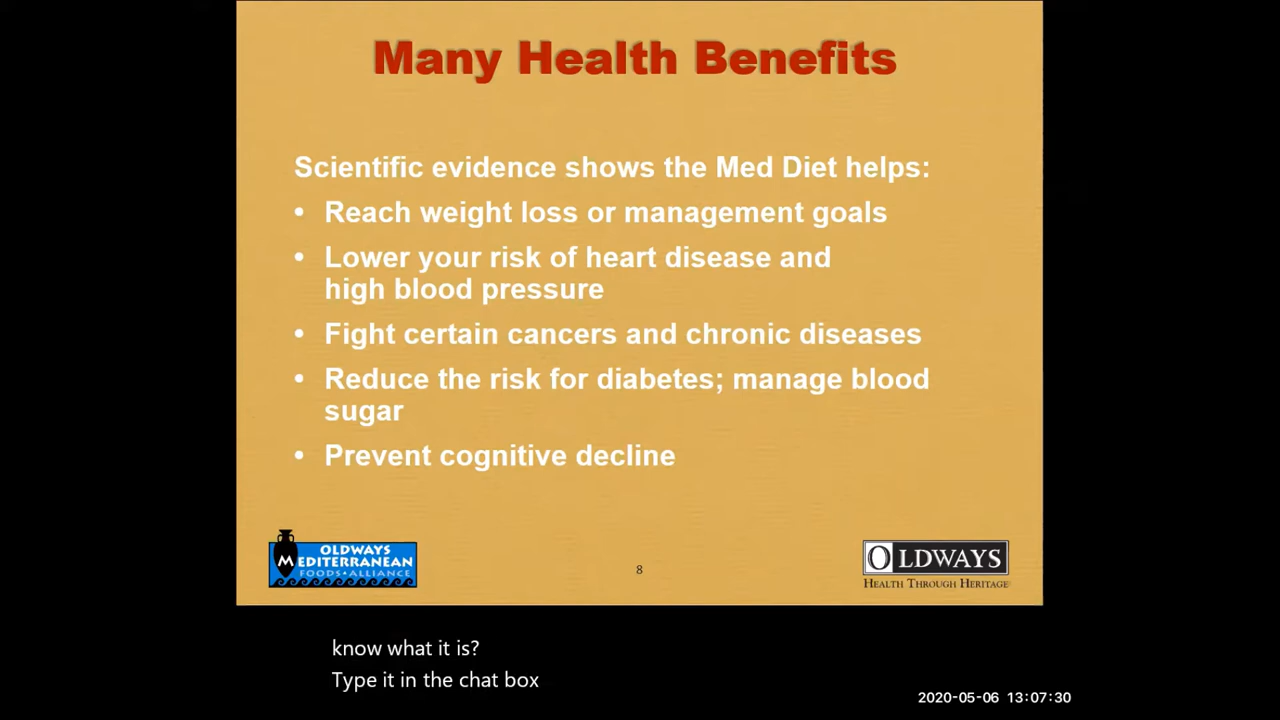 Many Health Benefits
Scientific evidence shows the Med Diet helps:
• Reach weight loss or management goals
• Lower your risk of heart disease and
high blood pressure
• Fight certain cancers and chronic diseases
• Reduce the risk for diabetes; manage blood
sugar
• Prevent cognitive decline
OLDWAYS
MEDITERRANEAN
FOODS•ALLIANCE
8
OLDWAYS
HEALTH THROUGH HERITAGE
know what it is?
Type it in the chat box
2020-05-06 13:07:30